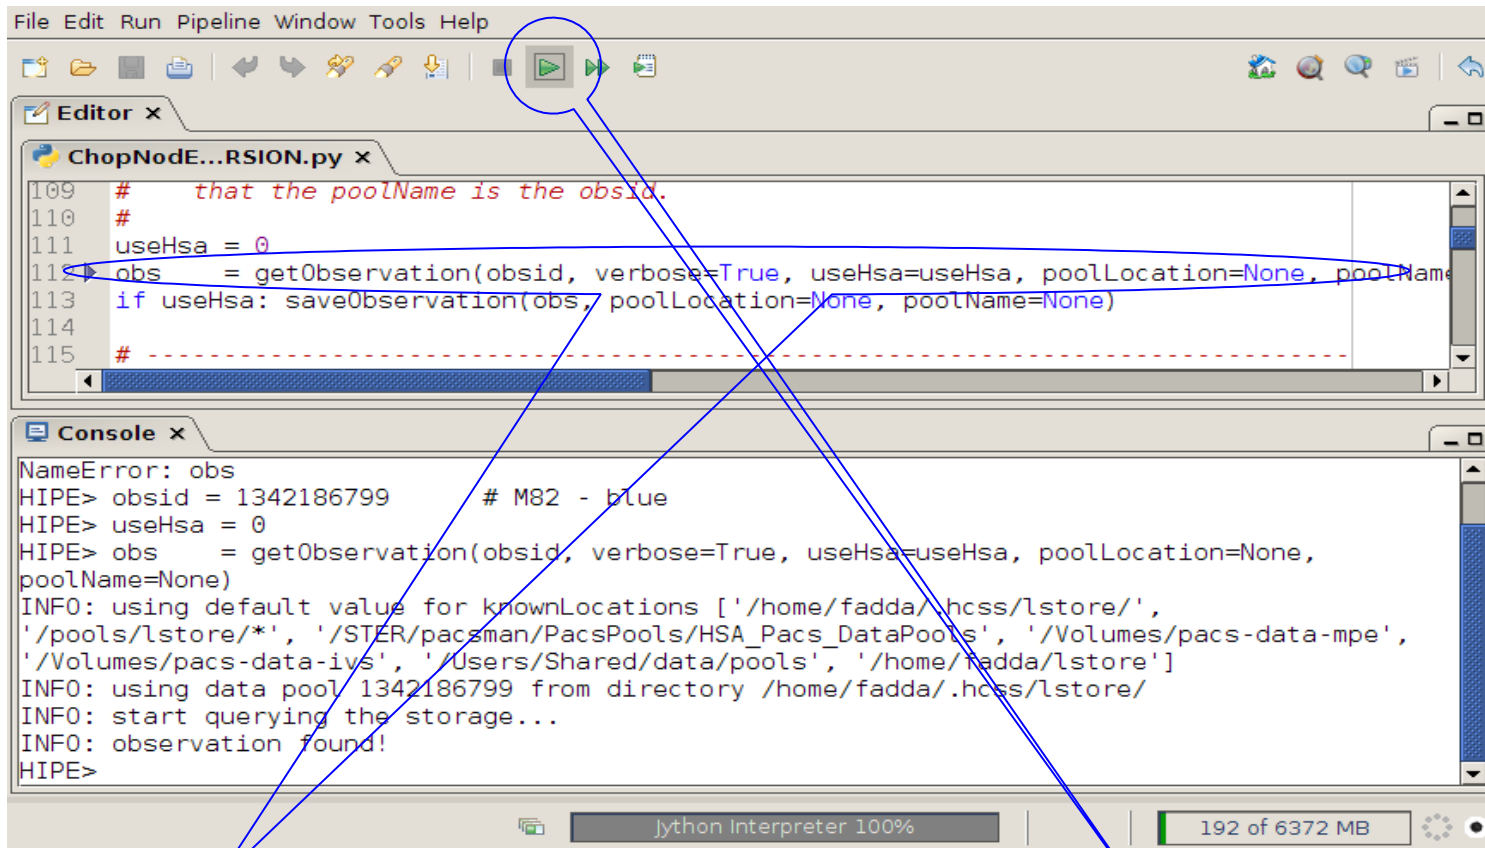 File Edit Run Pipeline Window Tools Help
Editor x
ChopNodE...RSION.py x
109 # that the poolName is the obsid.
110 #
111 useHsa = 0
112 obs = getObservation(obsid, verbose=True, useHsa=useHsa, poolLocation=None, poolName
113 if useHsa: saveObservation(obs, poolLocation=None, poolName=None)
114
115 # --------------------------------------------------------------------------------
Console x
NameError: obs
HIPE> obsid = 1342186799 # M82 - blue
HIPE> useHsa = 0
HIPE> obs = getObservation(obsid, verbose=True, useHsa=useHsa, poolLocation=None,
poolName=None)
INFO: using default value for knownLocations ['/home/fadda/.hcss/lstore/',
'/pools/lstore/*', '/STER/pacsman/PacsPools/HSA_Pacs_DataPools', '/Volumes/pacs-data-mpe',
'/Volumes/pacs-data-ivs', '/Users/Shared/data/pools', '/home/fadda/lstore']
INFO: using data pool 1342186799 from directory /home/fadda/.hcss/lstore/
INFO: start querying the storage...
INFO: observation found!
HIPE>
Jython Interpreter 100%
192 of 6372 MB